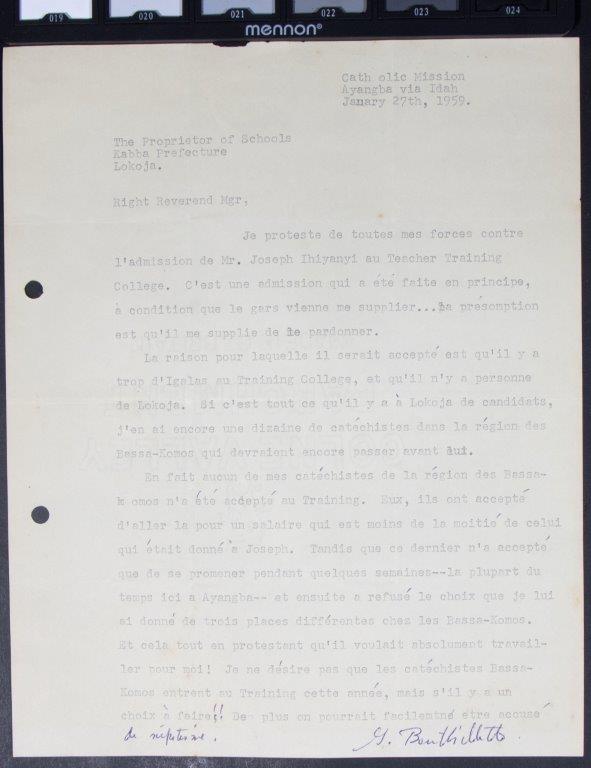 019 020 021 022 023 024
mennon®
Cath olic Mission
Ayangba via Idah
Janary 27th, 1959.
The Proprietor of Schools
Kabba Prefecture
Lokoja.
Right Reverend Mgr,
Je proteste de toutes mes forces contre
l'admission de Mr. Joseph Ihiyanyi au Teacher Training
College. C'est une admission qui a été faite en principe,
à condition que le gars vienne me supplier...La présomption
est qu'il me supplie de le pardonner.
La raison pour laquelle il serait accepté est qu'il y a
trop d'Igalas au Training College, et qu'il n'y a personne
de Lokoja. Si c'est tout ce qu'il y a à Lokoja de candidats,
j'en ai encore une dizaine de catéchistes dans la région des
Bassa-Komos qui devraient encore passer avant lui.
En fait aucun de mes catéchistes de la région des Bassa-
k omos n'a été accepté au Training. Eux, ils ont accepté
d'aller la pour un salaire qui est moins de la moitié de celui
qui était donné à Joseph. Tandis que ce dernier n'a accepté
que de se promener pendant quelques semaines--la plupart du
temps ici a Ayangba-- et ensuite a refusé le choix que je lui
ai donné de trois places différentes chez les Bassa-Komos.
Et cela tout en protestant qu'il voulait absolument travail-
ler pour moi! Je ne désire pas que les catéchistes Bassa-
Komos entrent au Training cette année, mais s'il y a un
choix à faire!! De plus on pourrait facilemtné etre accusé
de népotisme.